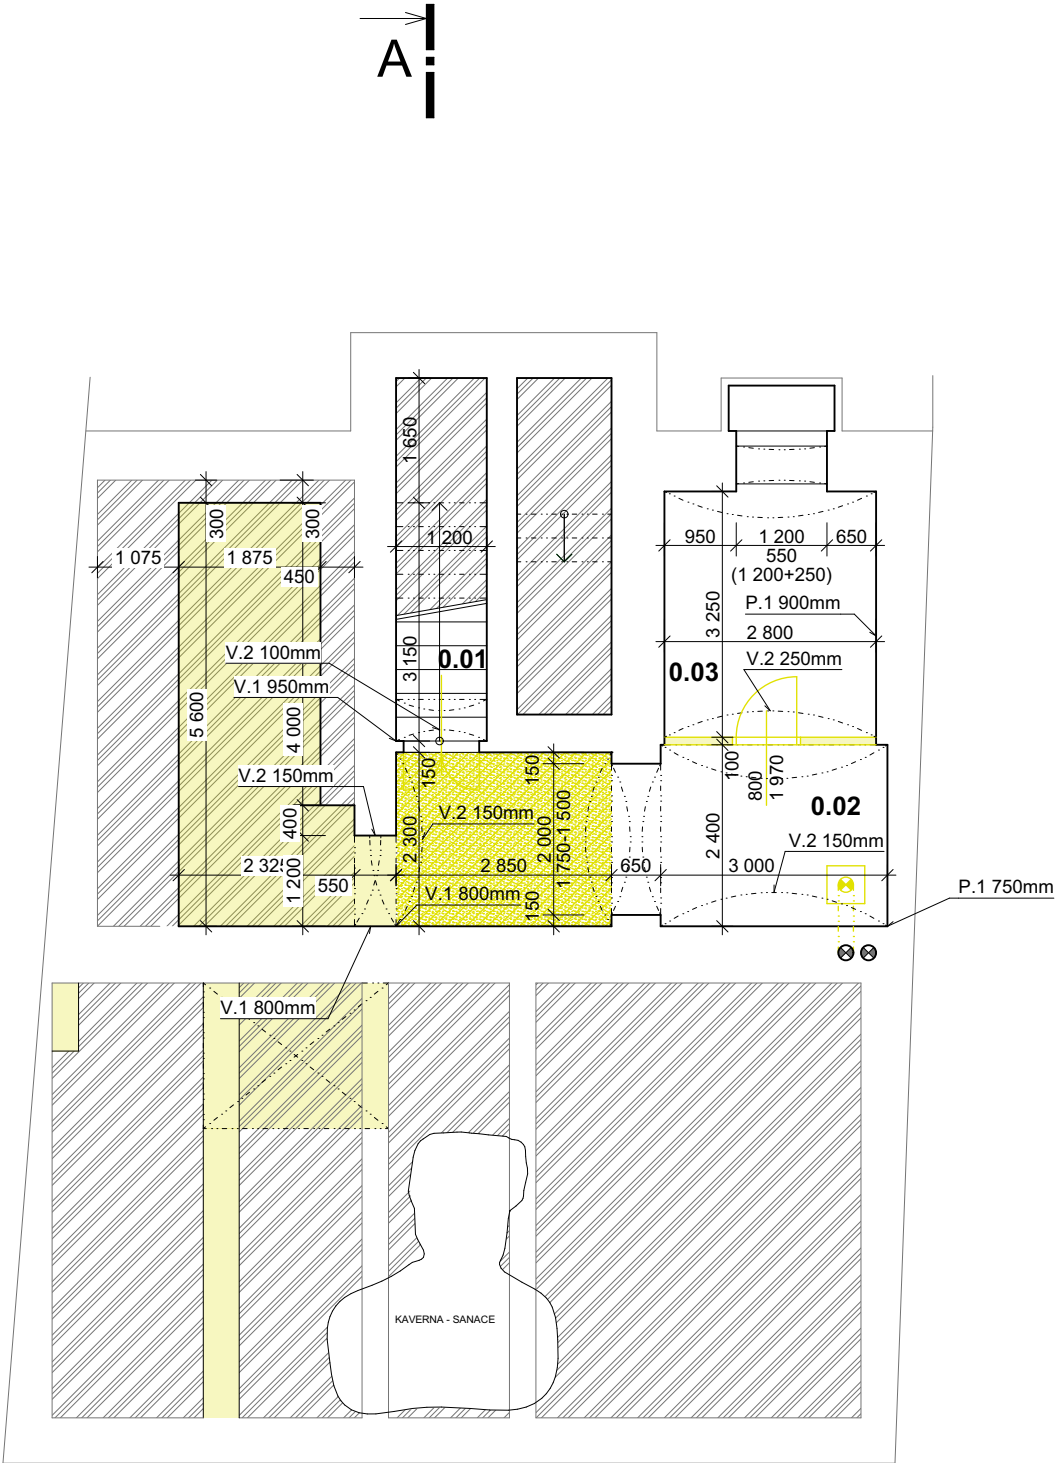 A
1 650
300
300
1 200
950
1 200
650
550
(1 200+250)
1 075
1 875
450
P.1 900mm
3 250
2 800
V.2 100mm
3 150
0.01
V.2 250mm
0.03
V.1 950mm
5 600
4 000
V.2 150mm
150
150
100
800
1 970
0.02
400
2 300
V.2 150mm
2 000
1 750-1 500
2 400
V.2 150mm
1 200
550
2 850
650
3 000
V.1 800mm
150
P.1 750mm
V.1 800mm
KAVERNA - SANACE